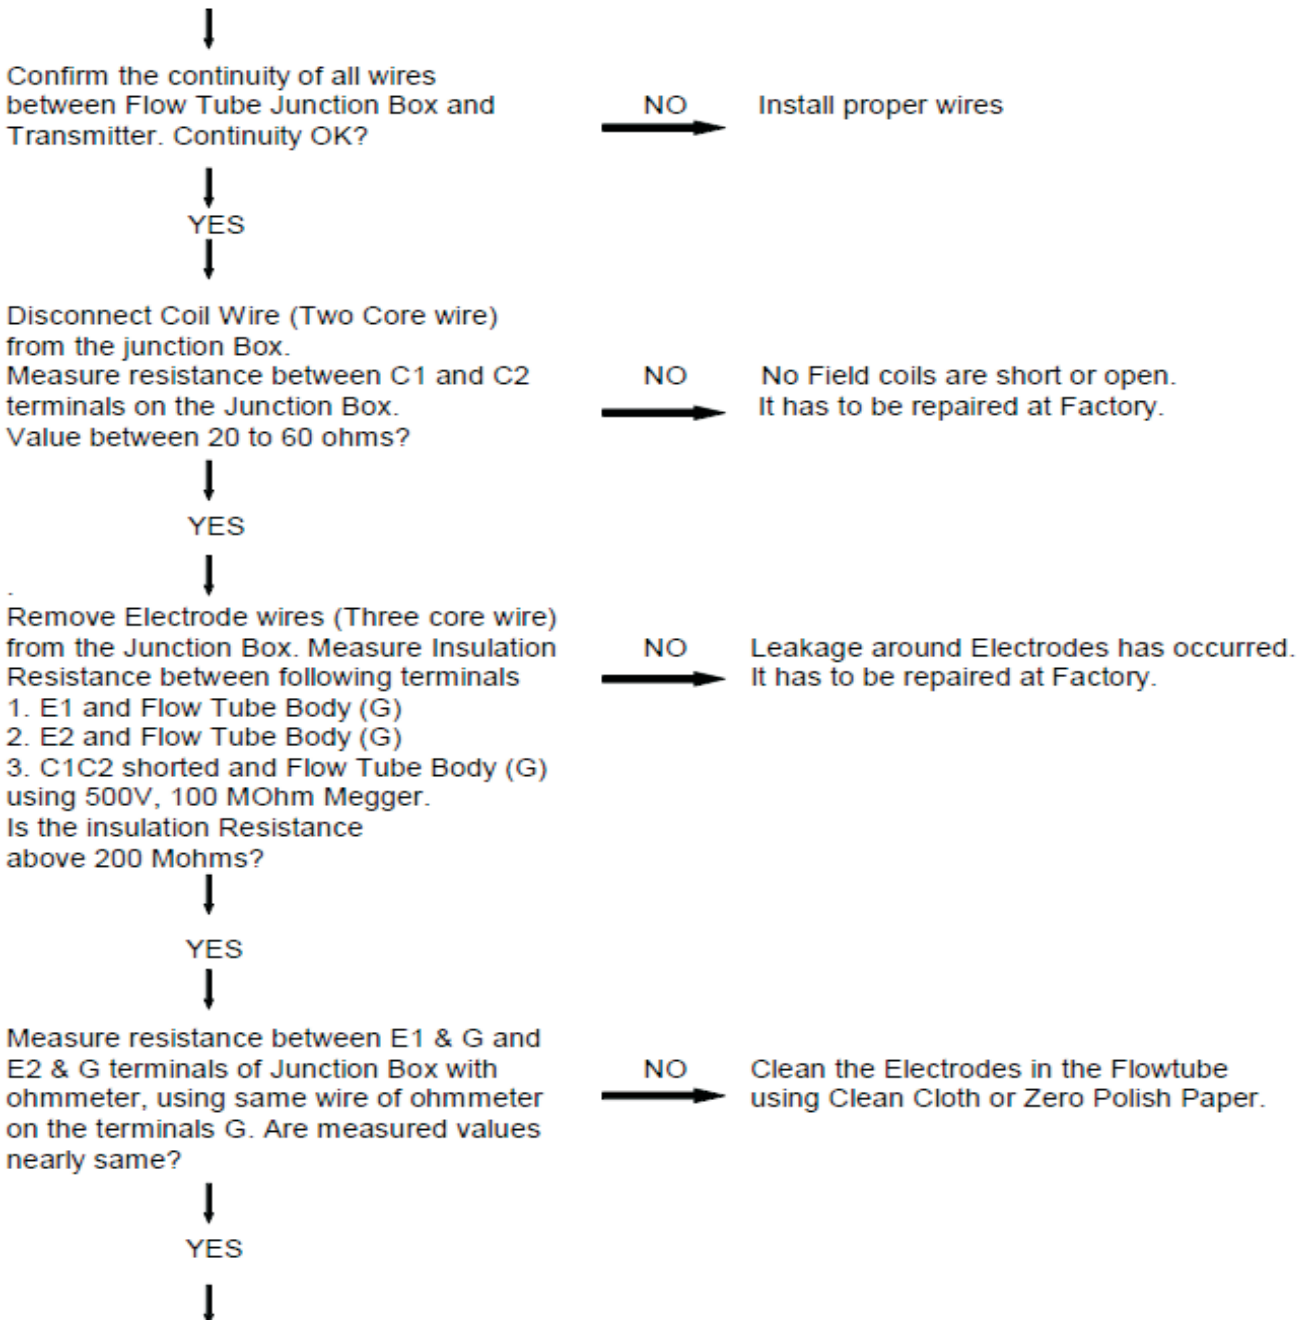 Confirm the continuity of all wires
between Flow Tube Junction Box and
Transmitter. Continuity OK?
NO
Install proper wires
YES
Disconnect Coil Wire (Two Core wire)
from the junction Box.
Measure resistance between C1 and C2
terminals on the Junction Box.
Value between 20 to 60 ohms?
NO
No Field coils are short or open.
It has to be repaired at Factory.
YES
.
Remove Electrode wires (Three core wire)
from the Junction Box. Measure Insulation
Resistance between following terminals
1. E1 and Flow Tube Body (G)
2. E2 and Flow Tube Body (G)
3. C1C2 shorted and Flow Tube Body (G)
using 500V, 100 MOhm Megger.
Is the insulation Resistance
above 200 Mohms?
NO
Leakage around Electrodes has occurred.
It has to be repaired at Factory.
YES
Measure resistance between E1 & G and
E2 & G terminals of Junction Box with
ohmmeter, using same wire of ohmmeter
on the terminals G. Are measured values
nearly same?
NO
Clean the Electrodes in the Flowtube
using Clean Cloth or Zero Polish Paper.
YES